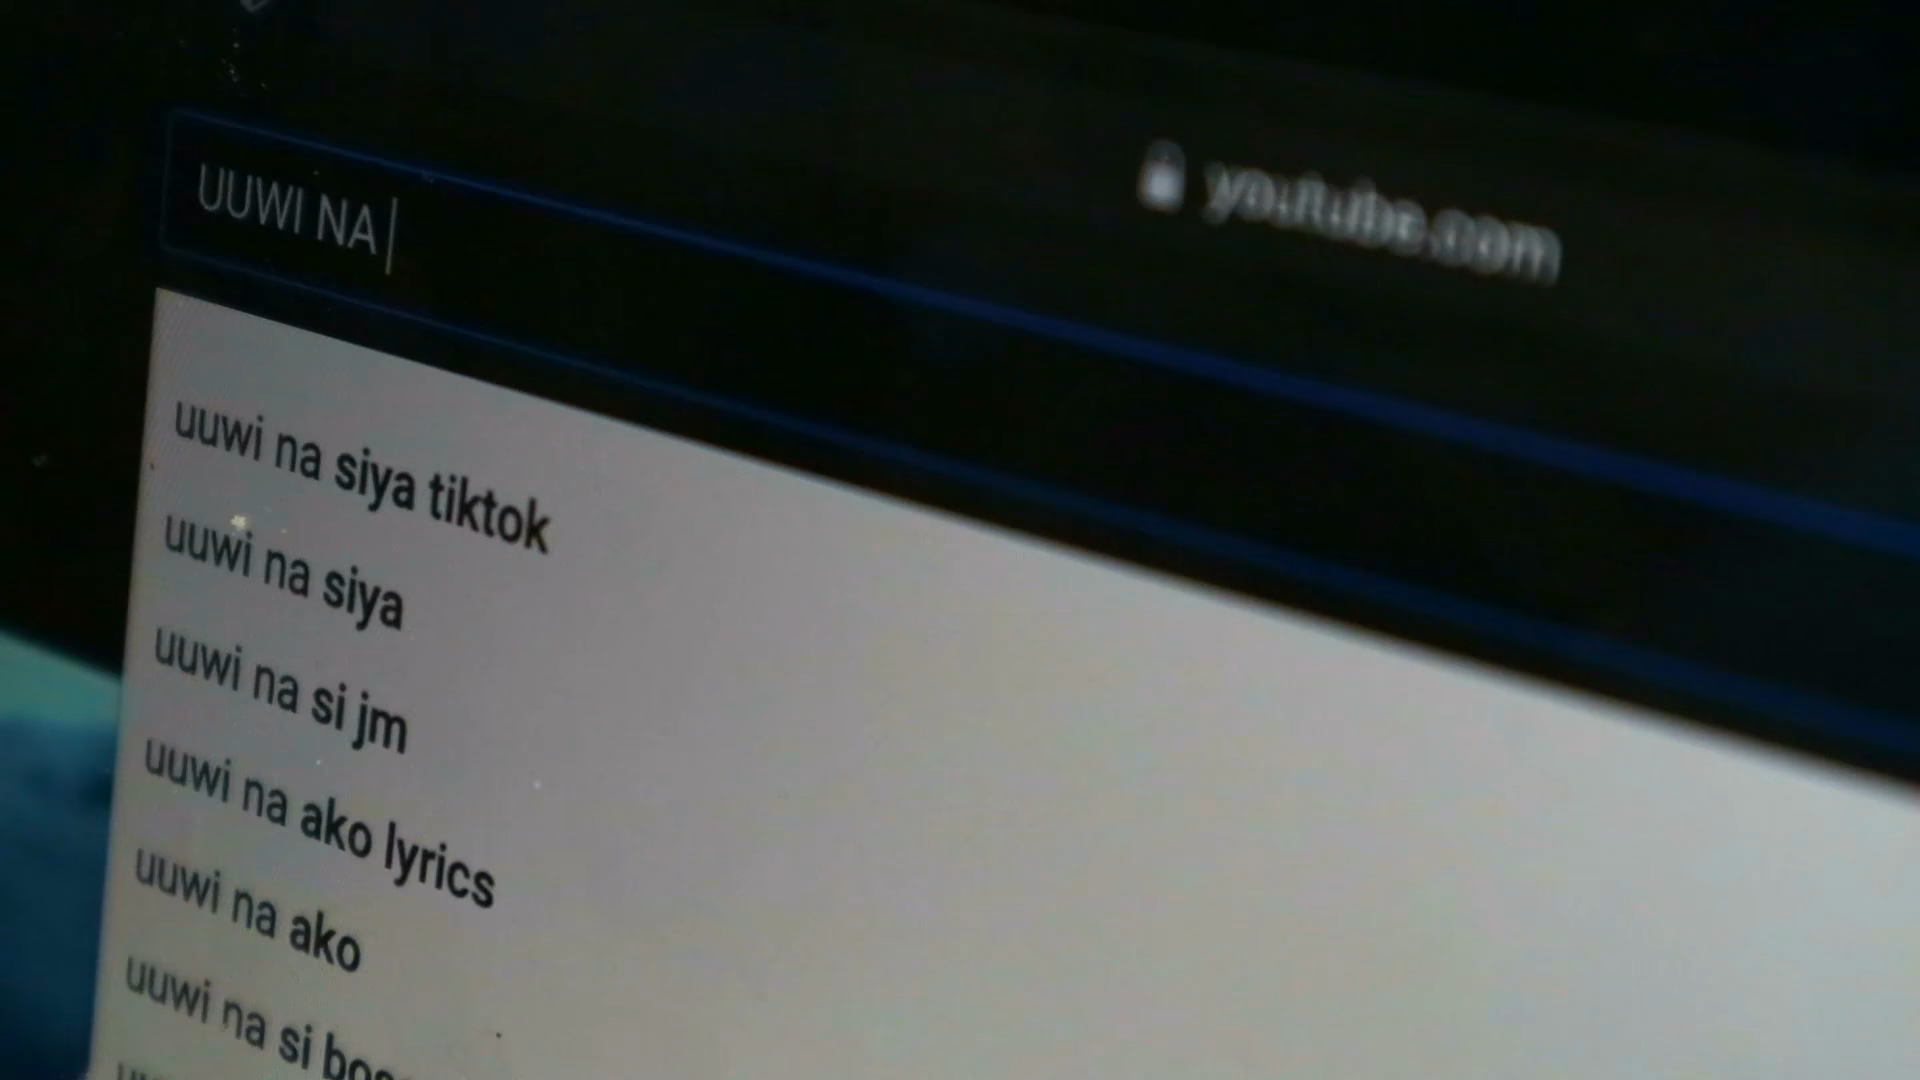 youtube.com
UUWI NA
uuwi na siya tiktok
uuwi na siya
uuwi na si jm
uuwi na ako lyrics
uuwi na ako
uuwi na si